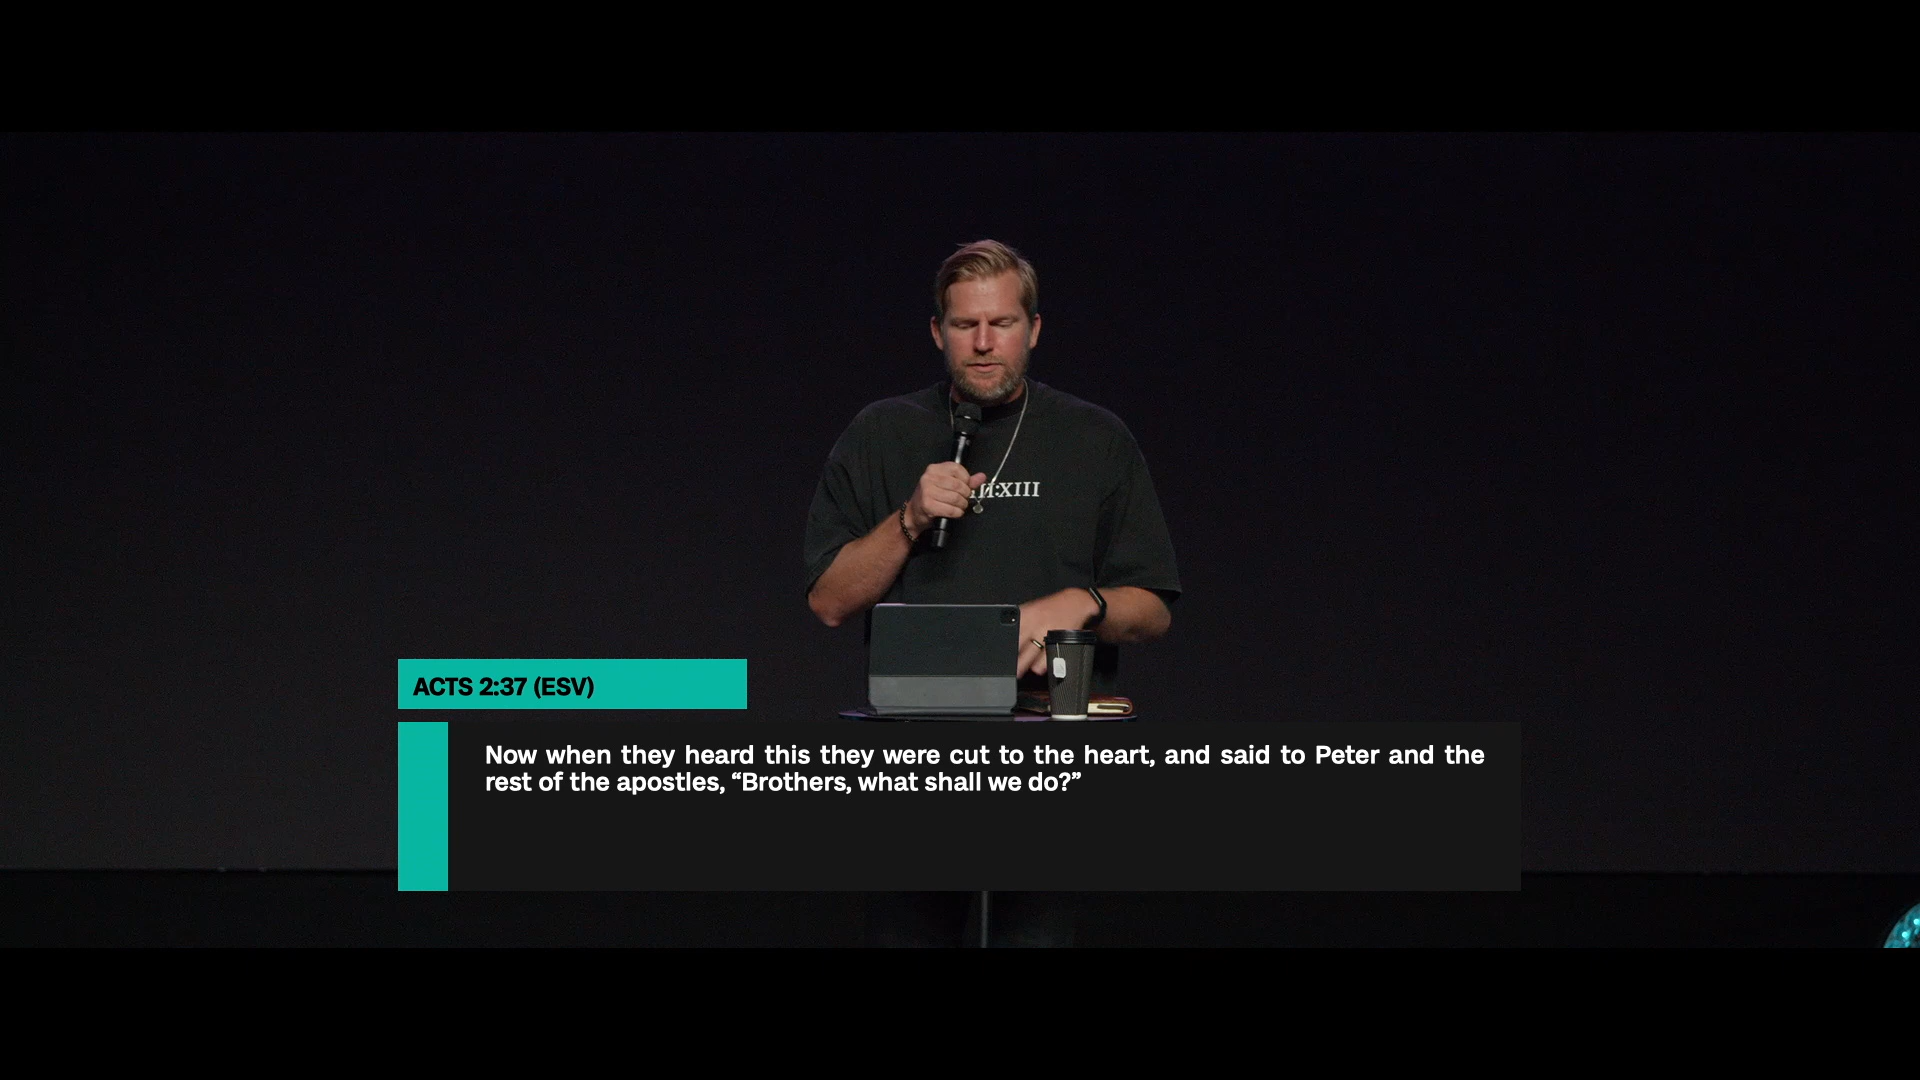 ACTS 2:37 (ESV)
Now when they heard this they were cut to the heart, and said to Peter and the
rest of the apostles, “Brothers, what shall we do?”